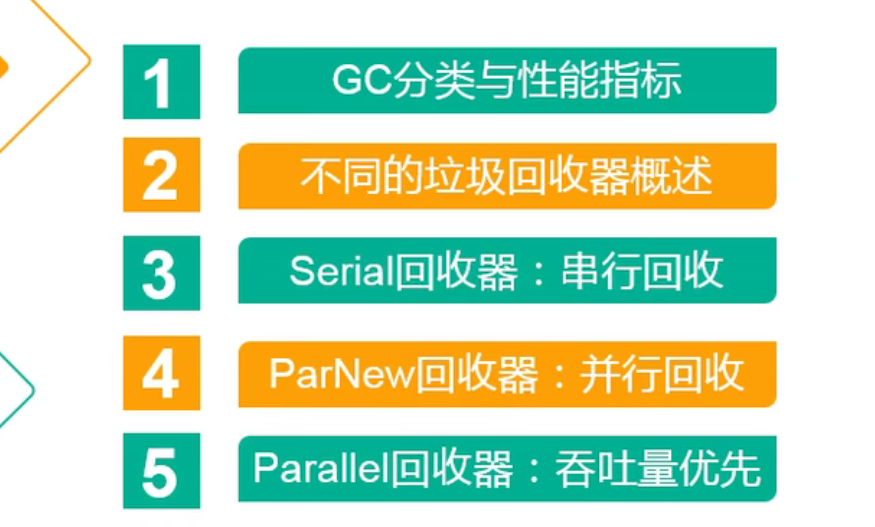 1 GC分类与性能指标
2 不同的垃圾回收器概述
3 Serial回收器：串行回收
4 ParNew回收器：并行回收
5 Parallel回收器：吞吐量优先